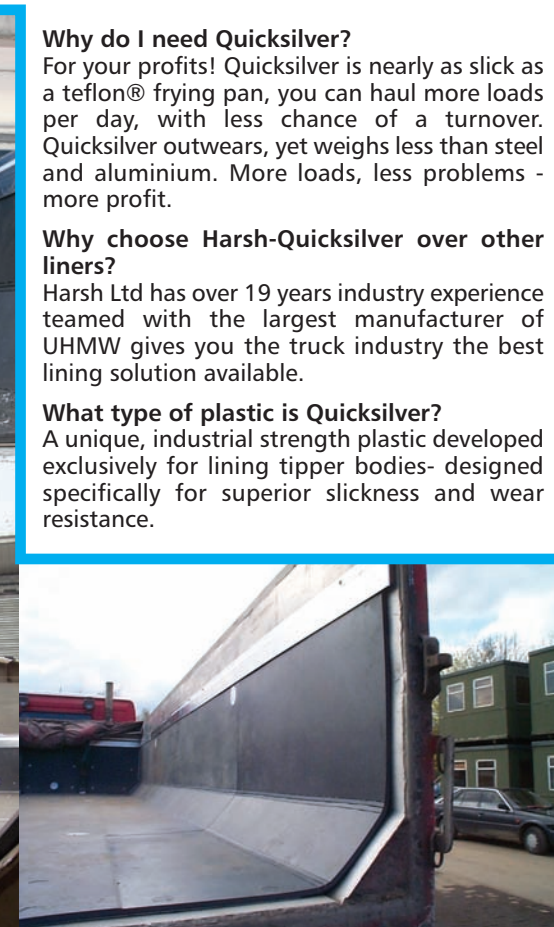 Why do I need Quicksilver?
For your profits! Quicksilver is nearly as slick as
a teflon® frying pan, you can haul more loads
per day, with less chance of a turnover.
Quicksilver outwears, yet weighs less than steel
and aluminium. More loads, less problems -
more profit.
Why choose Harsh-Quicksilver over other
liners?
Harsh Ltd has over 19 years industry experience
teamed with the largest manufacturer of
UHMW gives you the truck industry the best
lining solution available.
What type of plastic is Quicksilver?
A unique, industrial strength plastic developed
exclusively for lining tipper bodies- designed
specifically for superior slickness and wear
resistance.